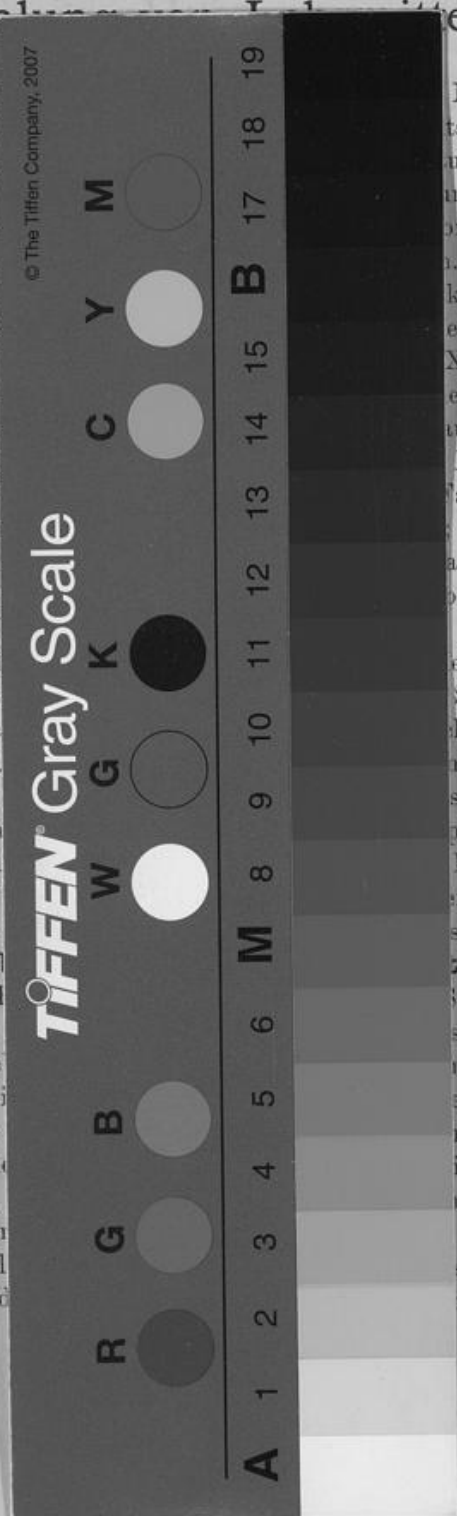 TIFFEN® Gray Scale
© The Tiffen Company, 2007
R G B W G K C Y M
A 1 2 3 4 5 6 M 8 9 10 11 12 13 14 15 B 17 18 19